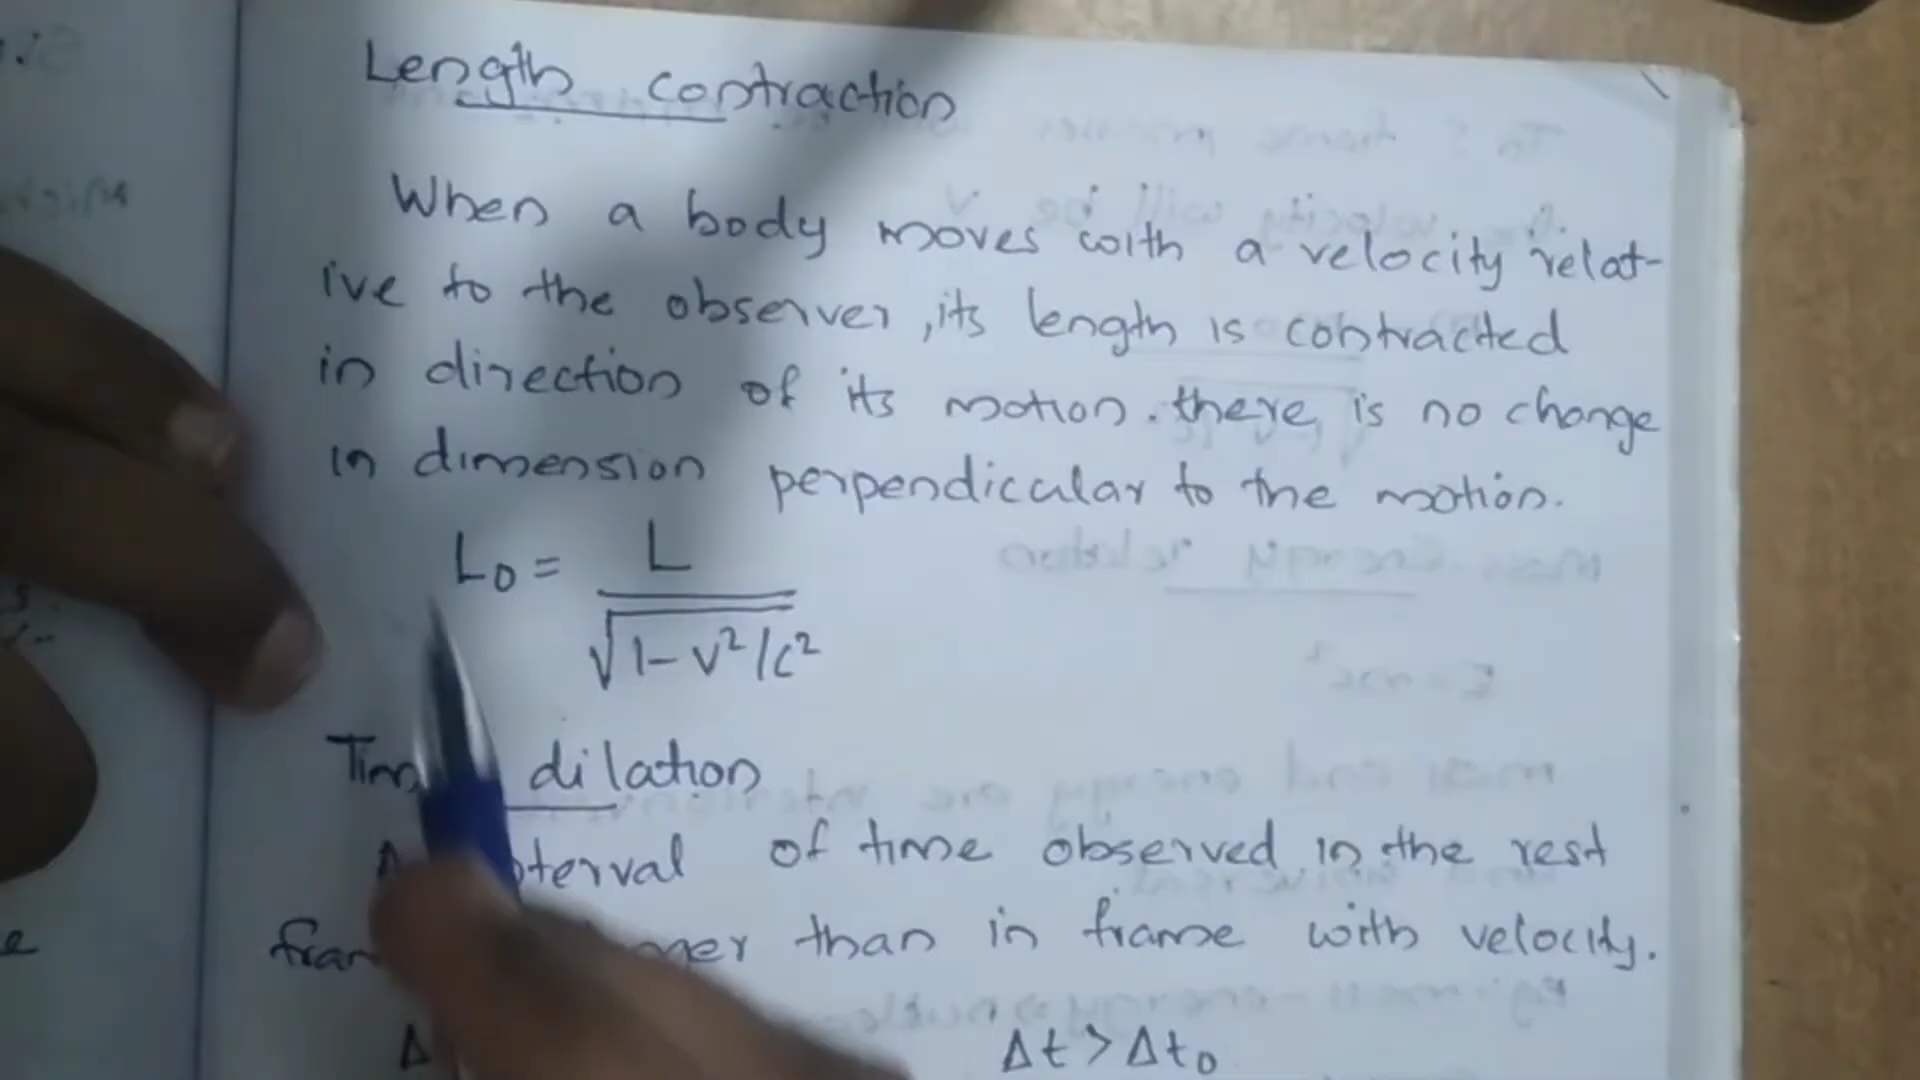 Length contraction
When a body moves with a velocity relat-
ive to the observer, its length is contracted
in direction of its motion. there is no change
in dimension perpendicular to the motion.
L0 = L / √1 - v²/c²
dilation
of time observed in the rest
than in frame with velocity.
Δt > Δt0